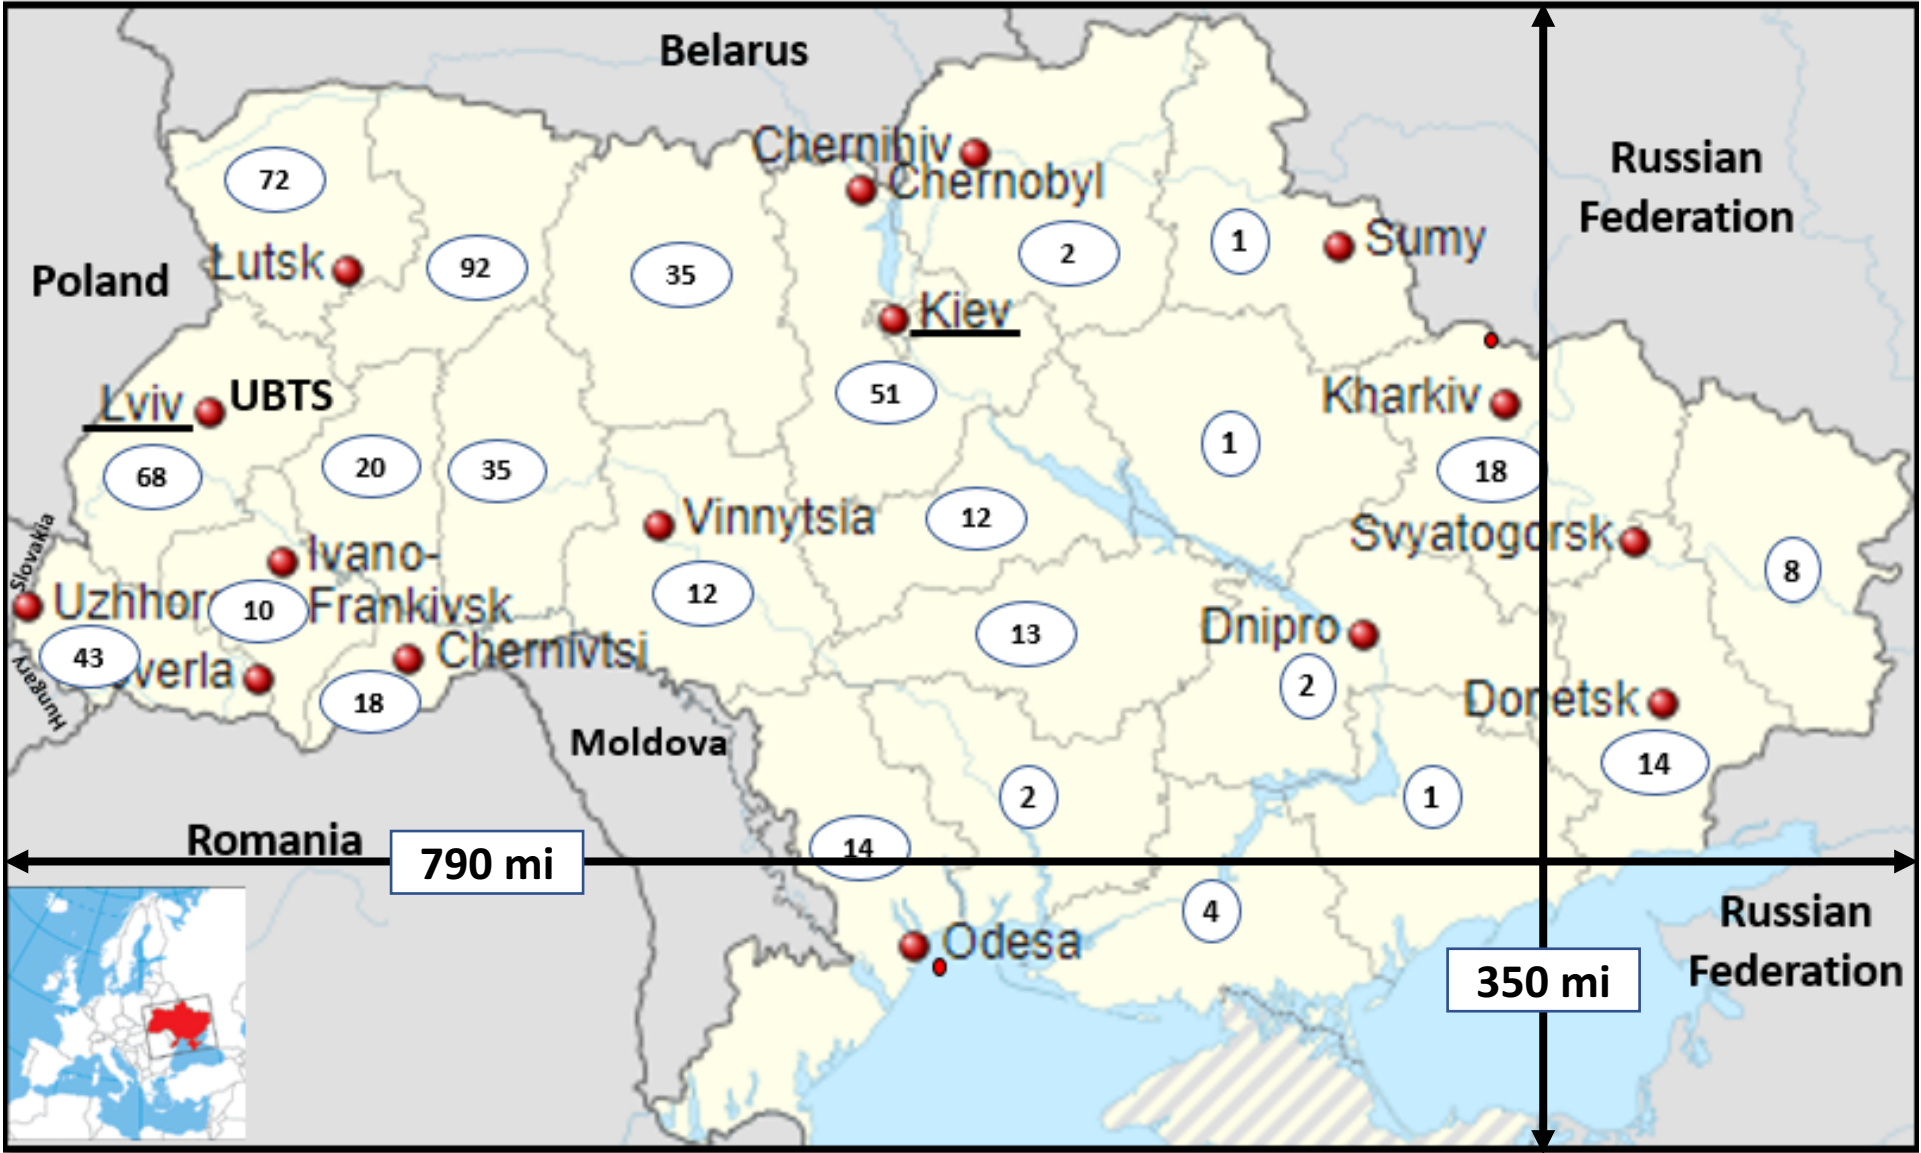 Belarus
Chernihiv
Chernobyl
Russian
Federation
72
Lutsk
92
35
2
1
Sumy
Poland
Kiev
Lviv
UBTS
51
Kharkiv
68
20
35
1
18
Vinnytsia
12
Svyatogorsk
Slovakia
Ivano-
Frankivsk
8
Uzhhoro
10
12
13
Dnipro
43
verla
Chernivtsi
2
Hungary
18
Donetsk
Moldova
14
2
1
Romania
790 mi
14
4
Russian
Federation
Odesa
350 mi